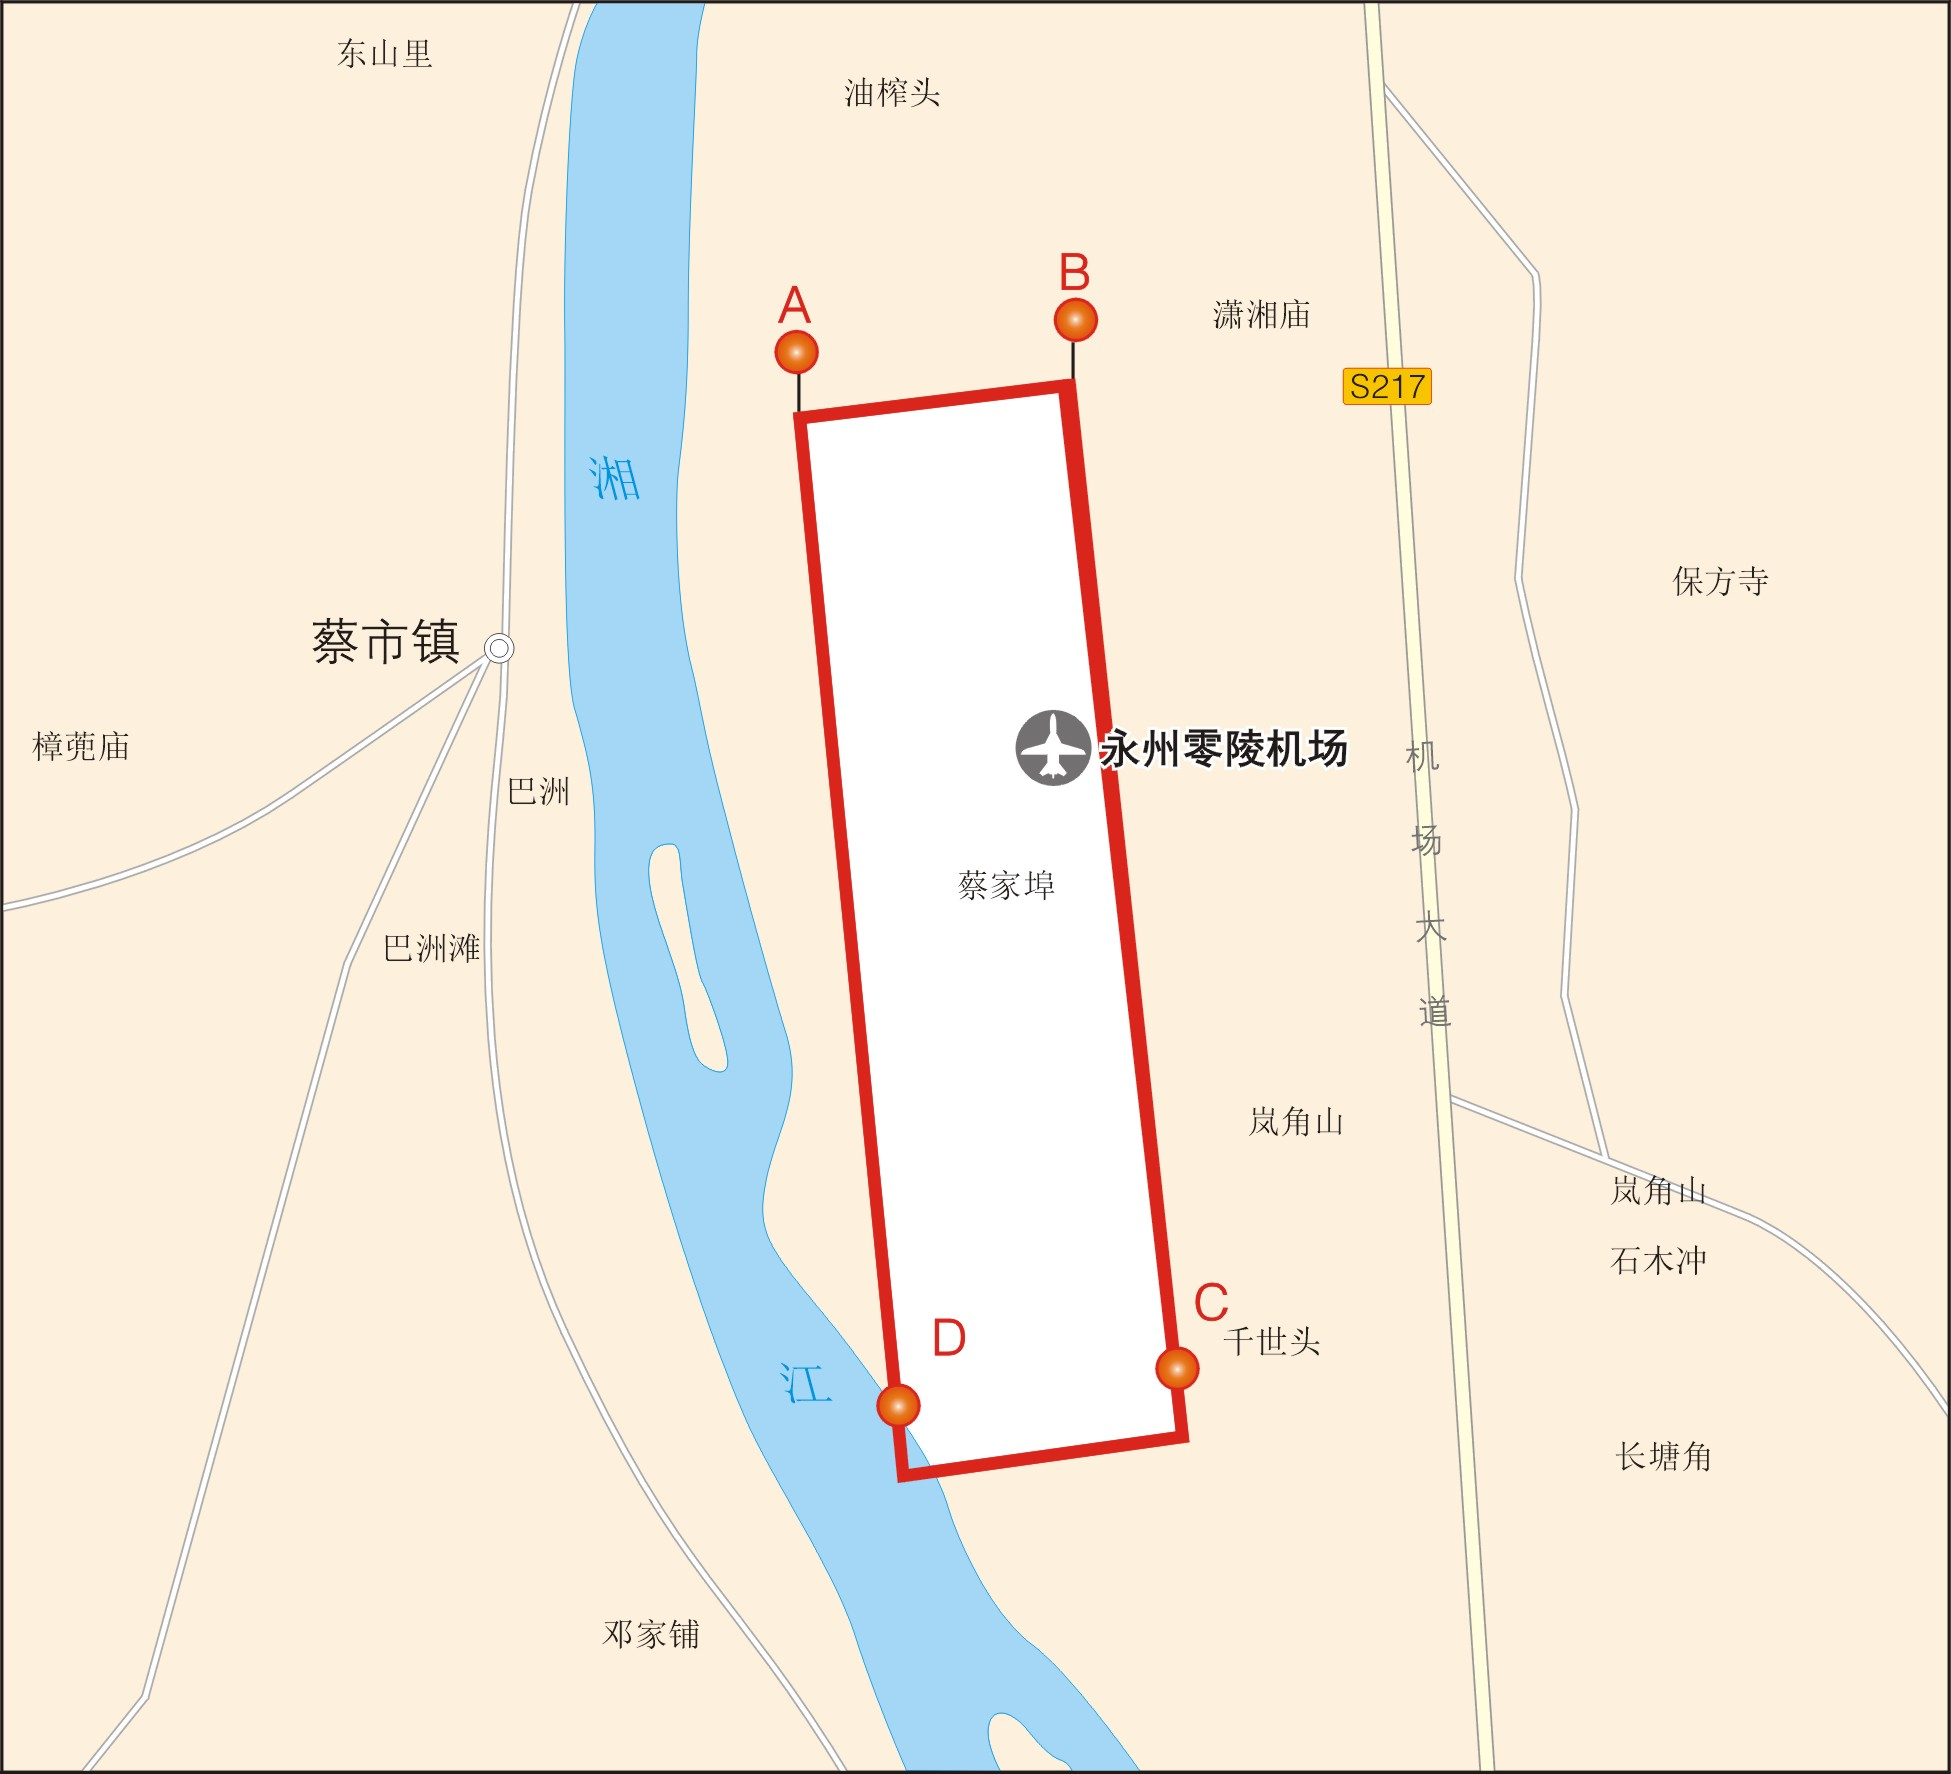 东山里
油榨头
A
B
潇湘庙
S217
湘
保方寺
蔡市镇
樟蔸庙
永州零陵机场
巴洲
机场大道
蔡家埠
巴洲滩
岚角山
岚角山
石木冲
C
千世头
D
江
长塘角
邓家铺